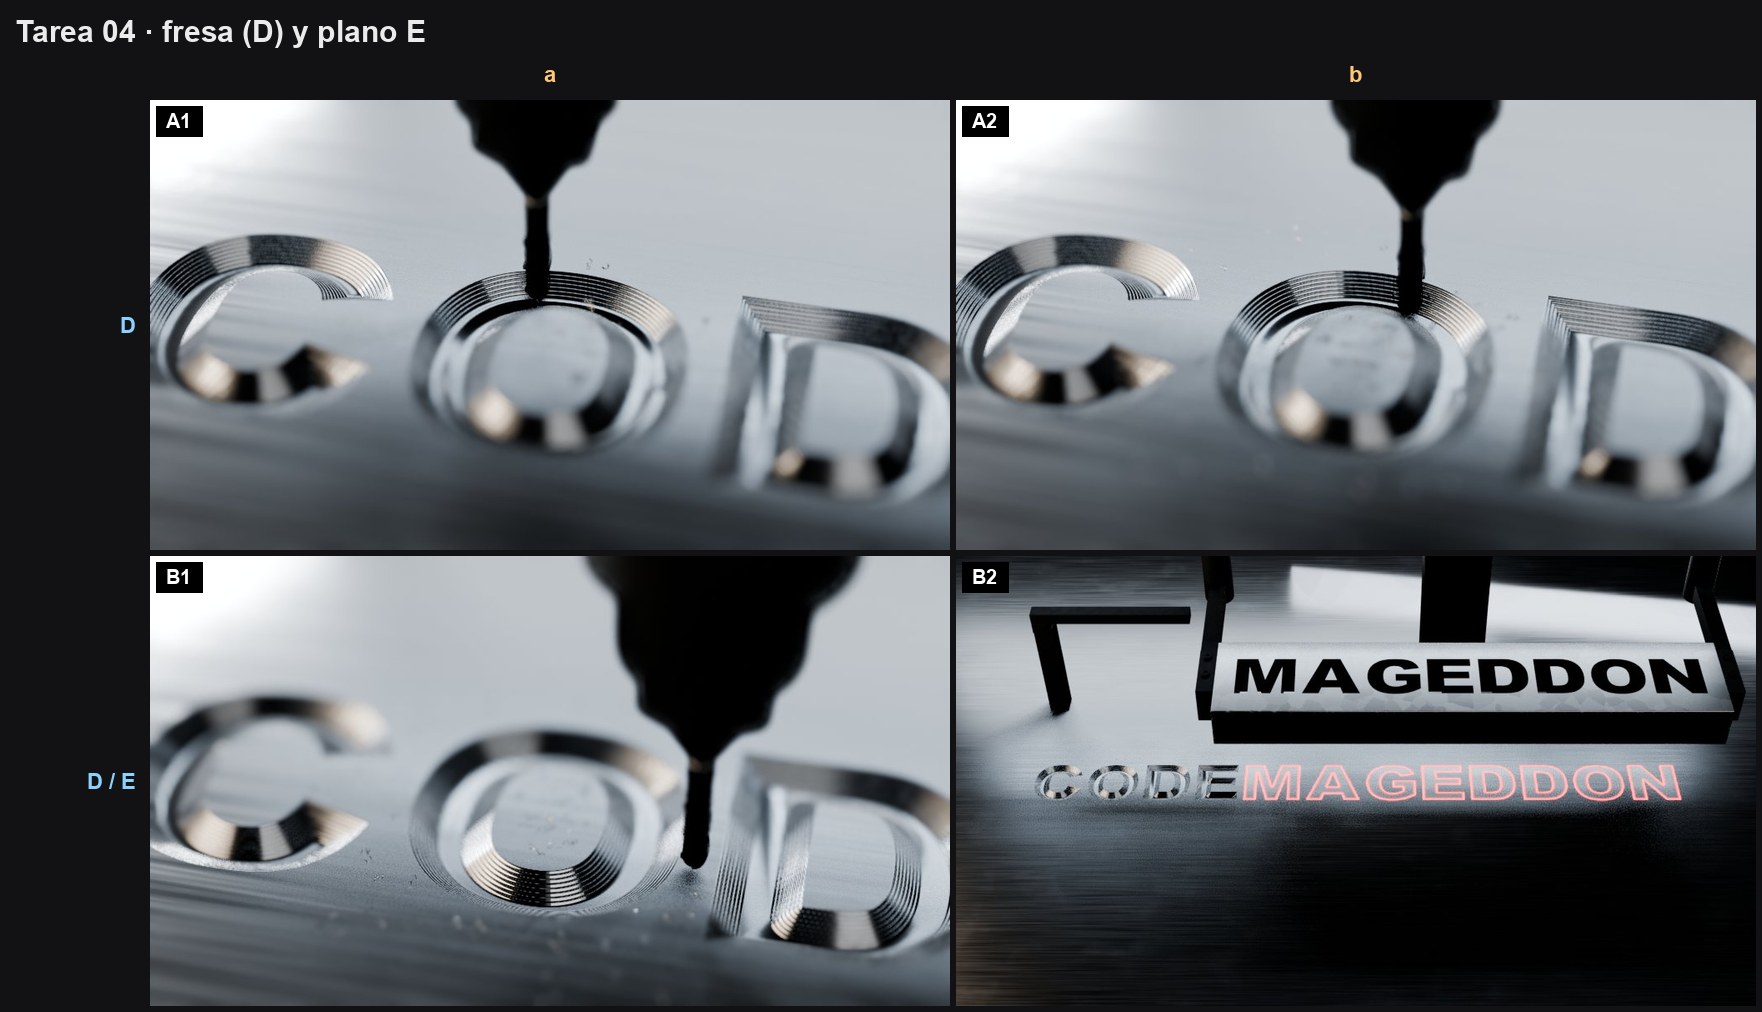 Tarea 04 · fresa (D) y plano E
a
b
D
A1
A2
COD
COD
D / E
B1
B2
COD
MAGEDDON
CODEMAGEDDON